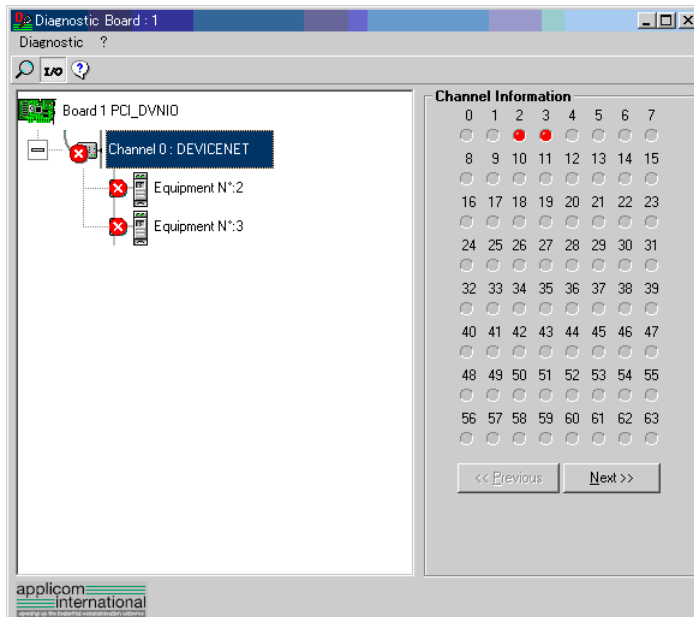 Diagnostic Board : 1
Diagnostic ?
I/O
Board 1 PCI_DVNIO
Channel 0 : DEVICENET
Equipment N°:2
Equipment N°:3
Channel Information
0 1 2 3 4 5 6 7
8 9 10 11 12 13 14 15
16 17 18 19 20 21 22 23
24 25 26 27 28 29 30 31
32 33 34 35 36 37 38 39
40 41 42 43 44 45 46 47
48 49 50 51 52 53 54 55
56 57 58 59 60 61 62 63
<< Previous Next >>
applicom
international